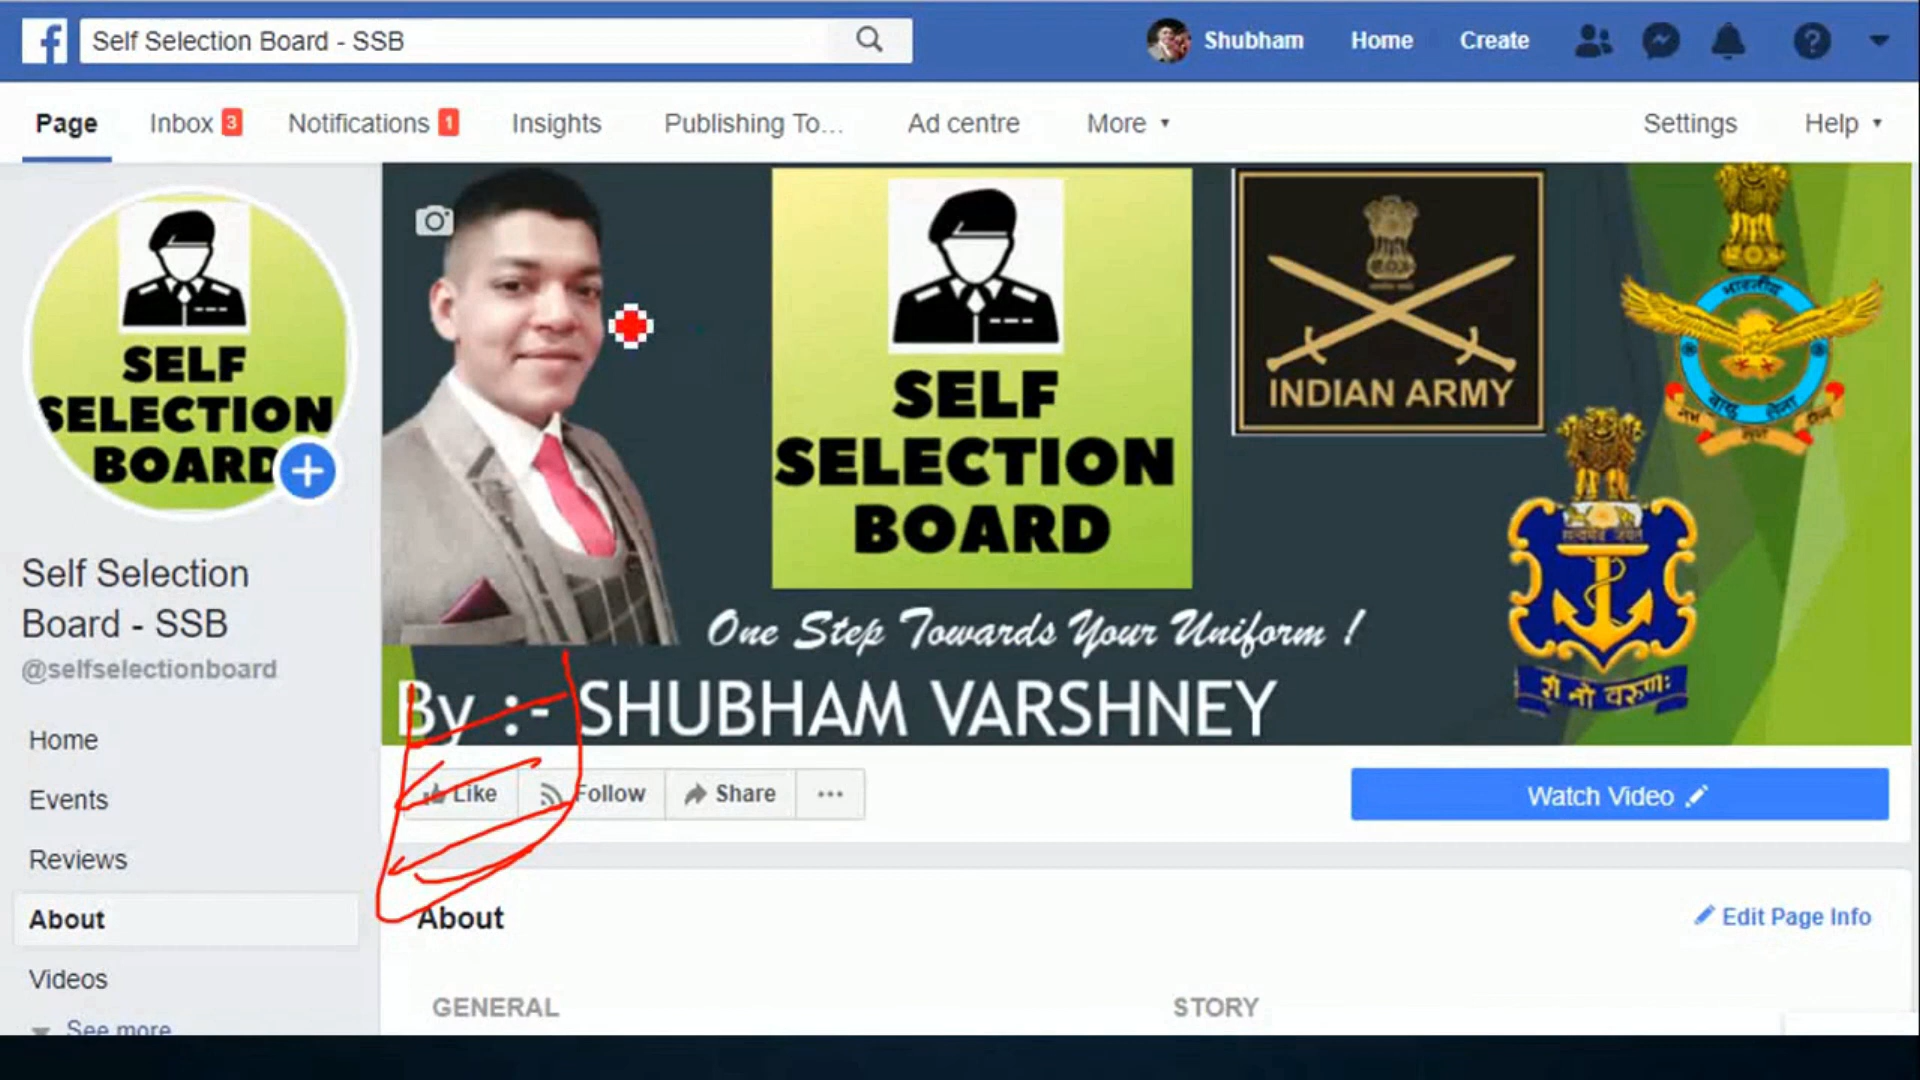 Self Selection Board - SSB
Shubham Home Create
Page Inbox 3 Notifications 1 Insights Publishing To... Ad centre More Settings Help
SELF
SELECTION
BOARD
Self Selection
Board - SSB
@selfselectionboard
Home
Events
Reviews
About
Videos
See more
SELF
SELECTION
BOARD
INDIAN ARMY
भारतीय
वायु सेना
One Step Towards Your Uniform !
शं नो वरुणः
By :- SHUBHAM VARSHNEY
Like Follow Share ...
Watch Video
About
Edit Page Info
GENERAL STORY